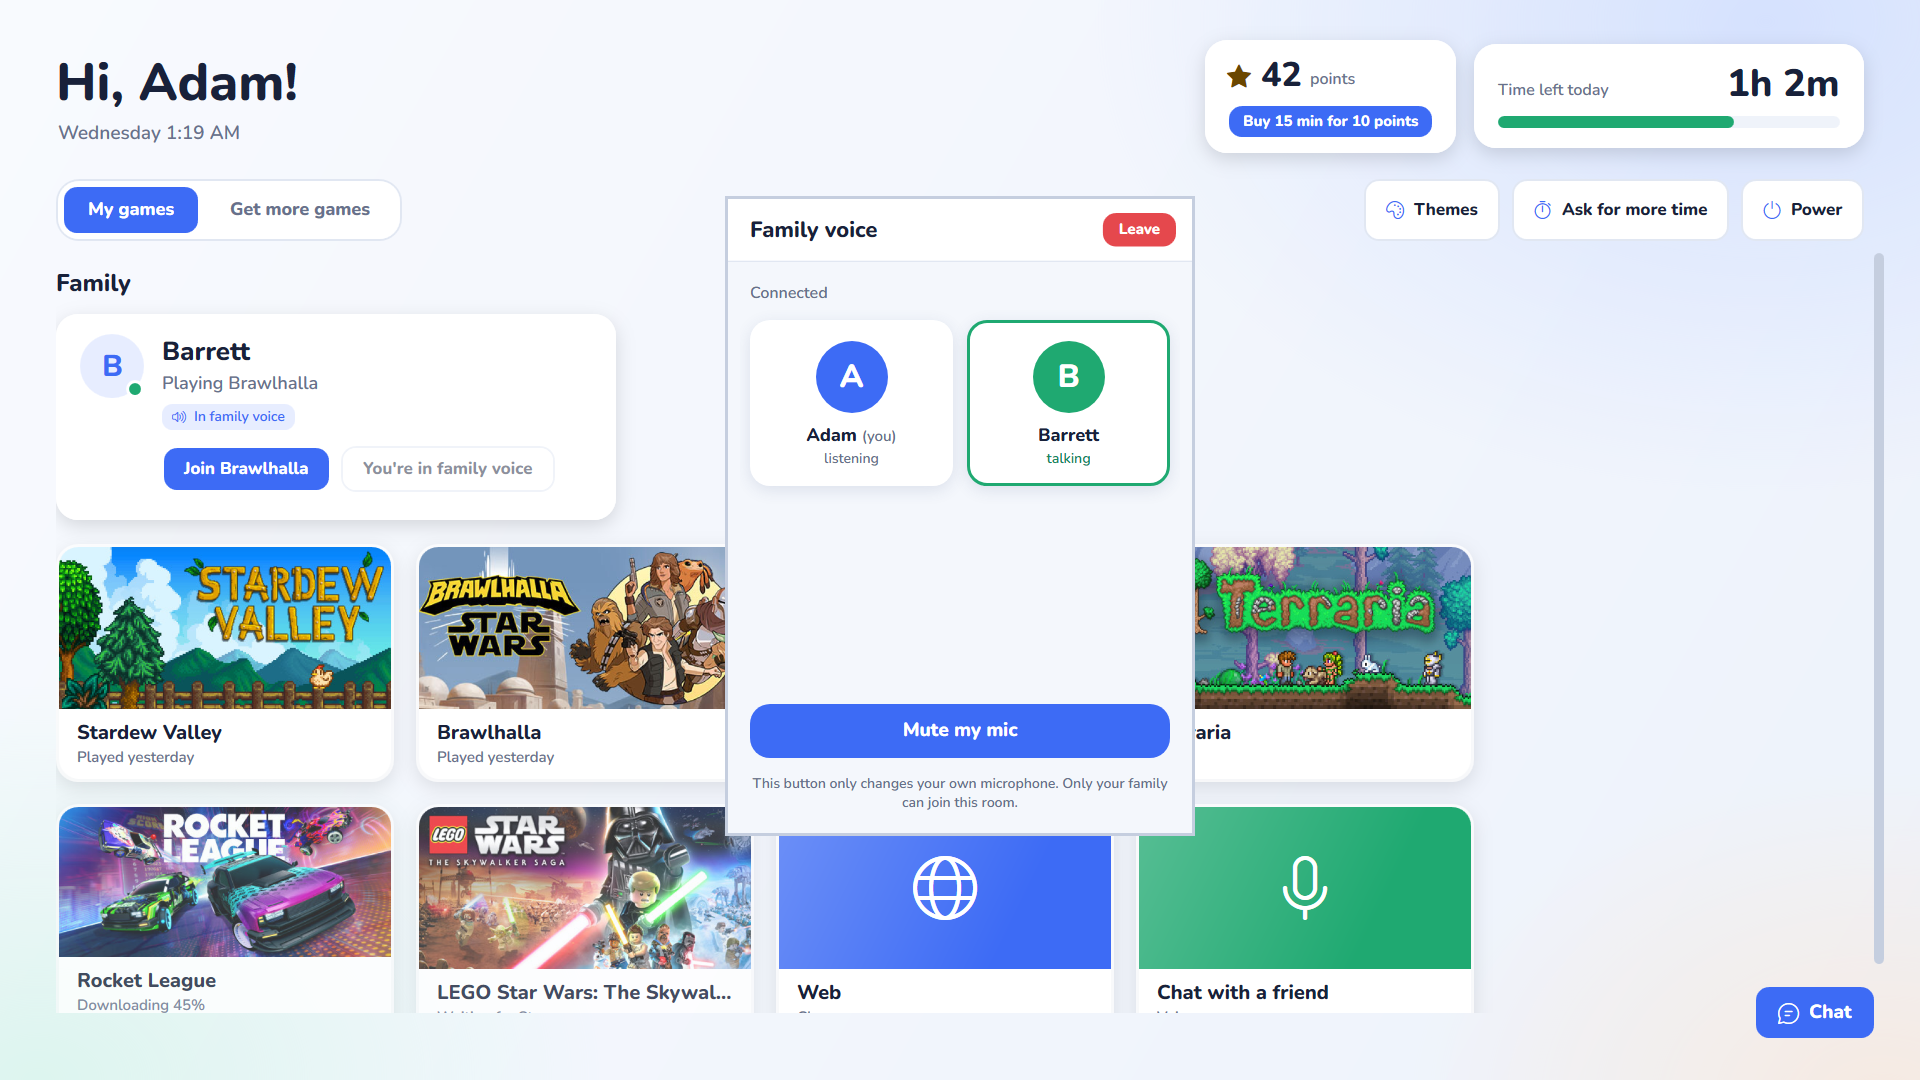 Hi, Adam!
Wednesday 1:19 AM
42 points
Buy 15 min for 10 points
Time left today
1h 2m
My games
Get more games
Themes
Ask for more time
Power
Family
B
Barrett
Playing Brawlhalla
In family voice
Join Brawlhalla
You're in family voice
Family voice
Leave
Connected
A
Adam (you)
listening
B
Barrett
talking
Mute my mic
This button only changes your own microphone. Only your family
can join this room.
STARDEW
VALLEY
Stardew Valley
Played yesterday
BRAWLHALLA
STAR
WARS
Brawlhalla
Played yesterday
Terraria
aria
ROCKET
LEAGUE
Rocket League
Downloading 45%
LEGO
STAR
WARS
THE SKYWALKER SAGA
LEGO Star Wars: The Skywal...
Web
Chat with a friend
Chat